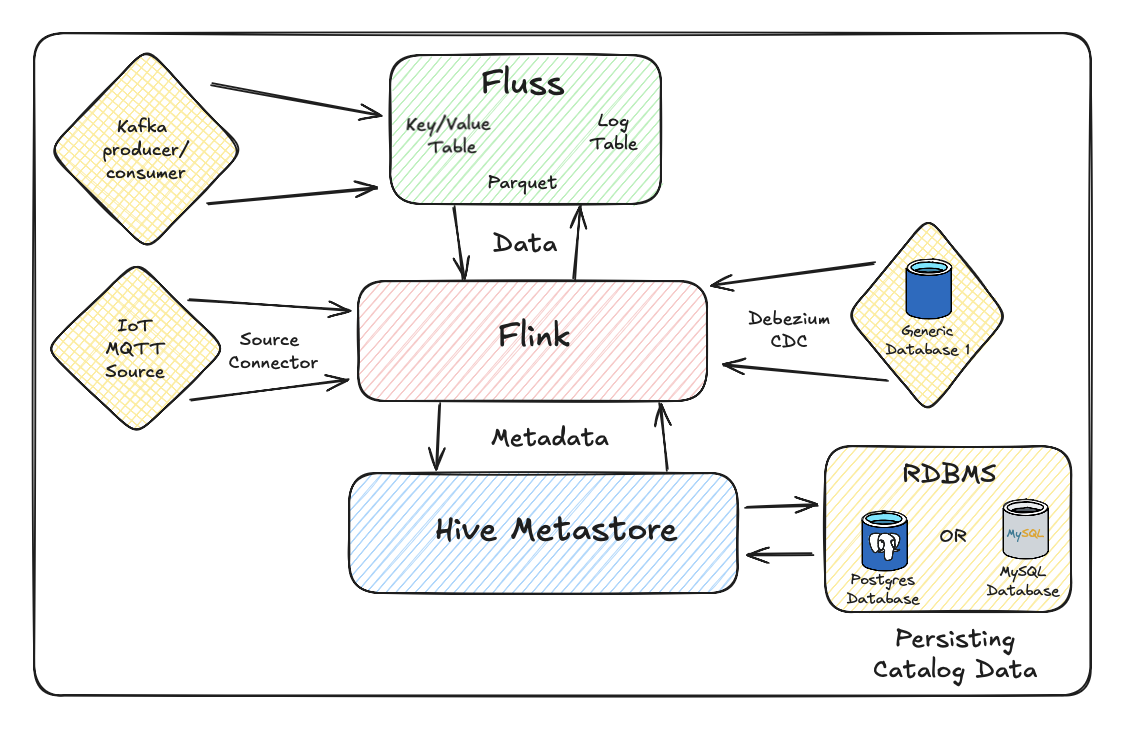 Fluss
Key/Value
Table
Log
Table
Parquet
Kafka
producer/
consumer
Data
IoT
MQTT
Source
Source
Connector
Flink
Debezium
CDC
Generic
Database 1
Metadata
Hive Metastore
RDBMS
OR
MySQL
Postgres
Database
MySQL
Database
Persisting
Catalog Data